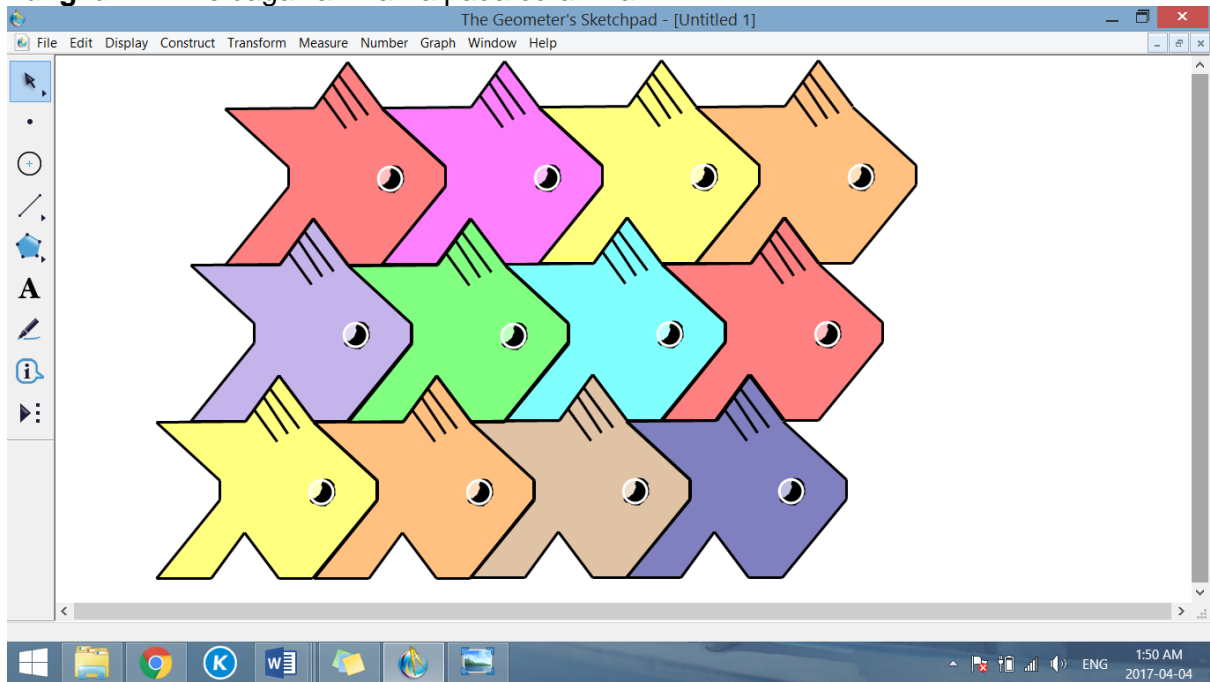 The Geometer's Sketchpad - [Untitled 1]
File Edit Display Construct Transform Measure Number Graph Window Help
A
i
K
W
ENG
1:50 AM
2017-04-04